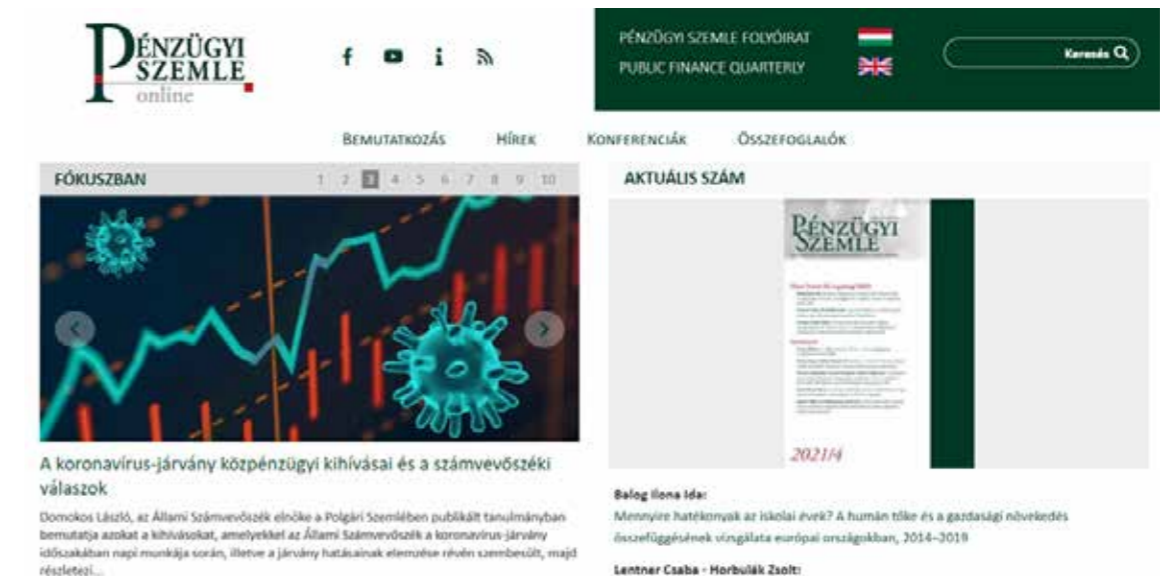 PÉNZÜGYI
SZEMLE
online
PÉNZÜGYI SZEMLE FOLYÓIRAT
PUBLIC FINANCE QUARTERLY
Keresés
BEMUTATKOZÁS HÍREK KONFERENCIÁK ÖSSZEFOGLALÓK
FÓKUSZBAN 1 2 3 4 5 6 7 8 9 10
A koronavírus-járvány közpénzügyi kihívásai és a számvevőszéki
válaszok
Domokos László, az Állami Számvevőszék elnöke a Polgári Szemlében publikált tanulmányban
bemutatja azokat a kihívásokat, amelyekkel az Állami Számvevőszék a koronavírus-járvány
időszakában napi munkája során, illetve a járvány hatásainak elemzése révén szembesült, majd
részletezi...
AKTUÁLIS SZÁM
PÉNZÜGYI
SZEMLE
2021/4
Balog Ilona Ida:
Mennyire hatékonyak az iskolai évek? A humán tőke és a gazdasági növekedés
összefüggésének vizsgálata európai országokban, 2014–2019
Lentner Csaba - Horbulák Zsolt: